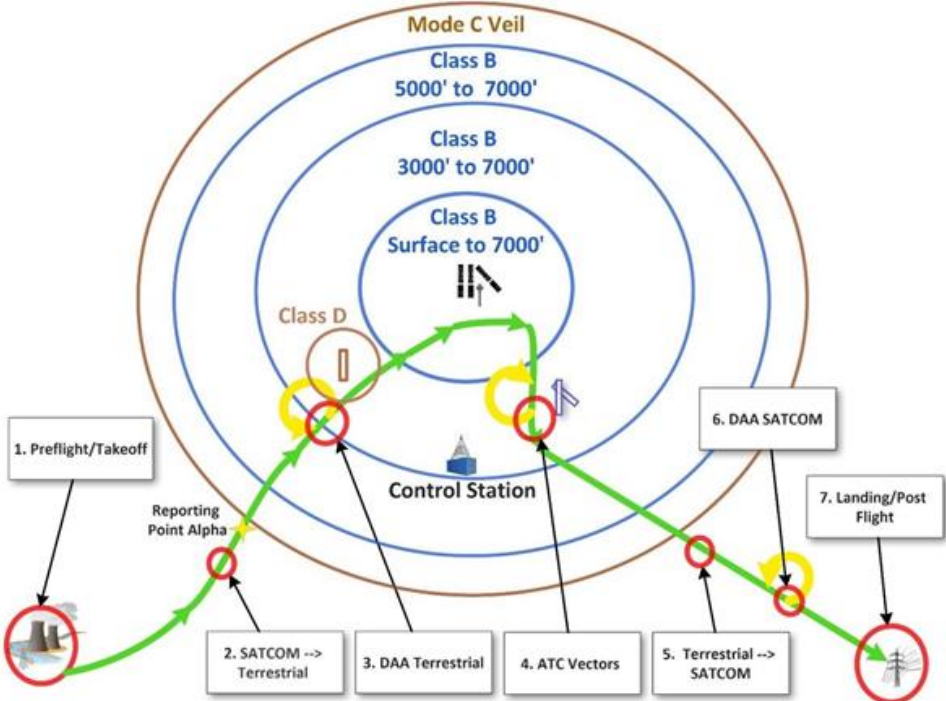 Mode C Veil
Class B
5000' to 7000'
Class B
3000' to 7000'
Class B
Surface to 7000'
Class D
1. Preflight/Takeoff
6. DAA SATCOM
Control Station
7. Landing/Post
Flight
Reporting
Point Alpha
2. SATCOM -->
Terrestrial
3. DAA Terrestrial
4. ATC Vectors
5. Terrestrial -->
SATCOM